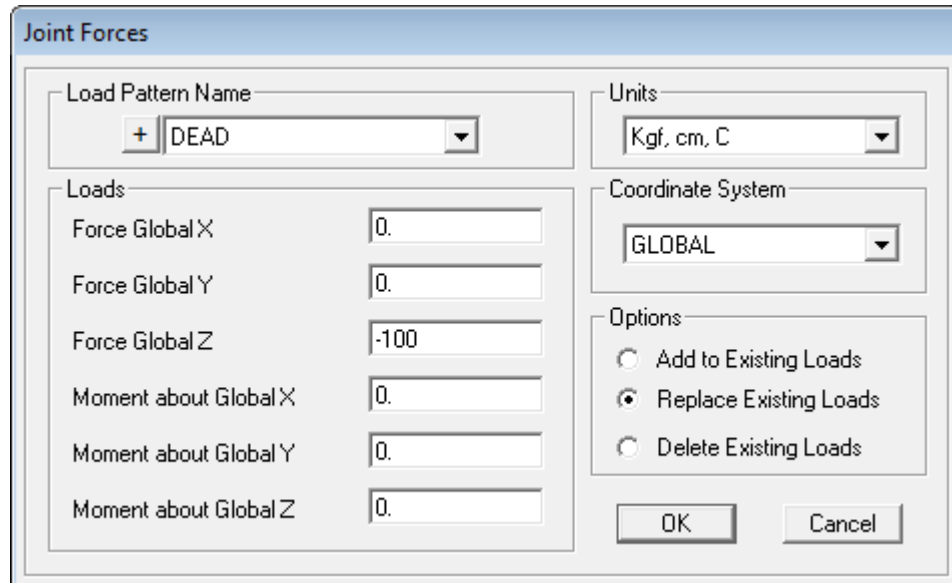 Joint Forces
Load Pattern Name
+ DEAD
Units
Kgf, cm, C
Loads
Force Global X 0.
Force Global Y 0.
Force Global Z -100
Moment about Global X 0.
Moment about Global Y 0.
Moment about Global Z 0.
Coordinate System
GLOBAL
Options
Add to Existing Loads
Replace Existing Loads
Delete Existing Loads
OK Cancel